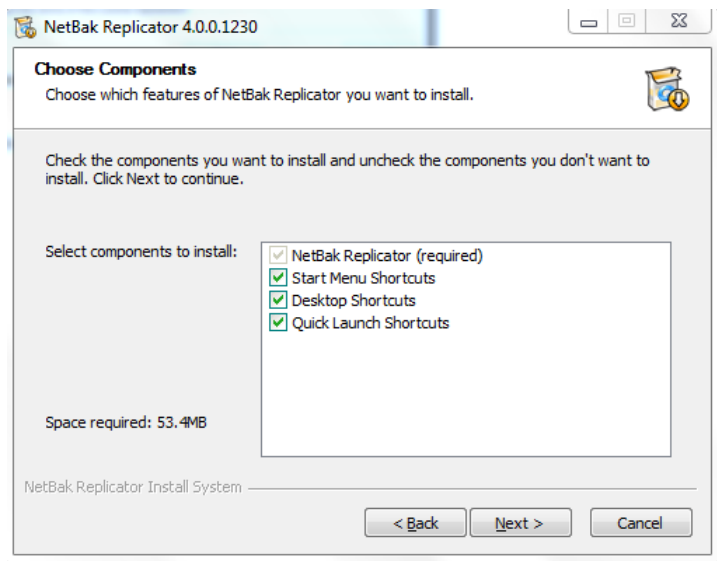 NetBak Replicator 4.0.0.1230
Choose Components
Choose which features of NetBak Replicator you want to install.
Check the components you want to install and uncheck the components you don't want to
install. Click Next to continue.
Select components to install:
NetBak Replicator (required)
Start Menu Shortcuts
Desktop Shortcuts
Quick Launch Shortcuts
Space required: 53.4MB
NetBak Replicator Install System
< Back
Next >
Cancel